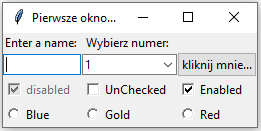 Pierwsze okno...
Enter a name: Wybierz numer:
1 kliknij mnie...
disabled UnChecked Enabled
Blue Gold Red